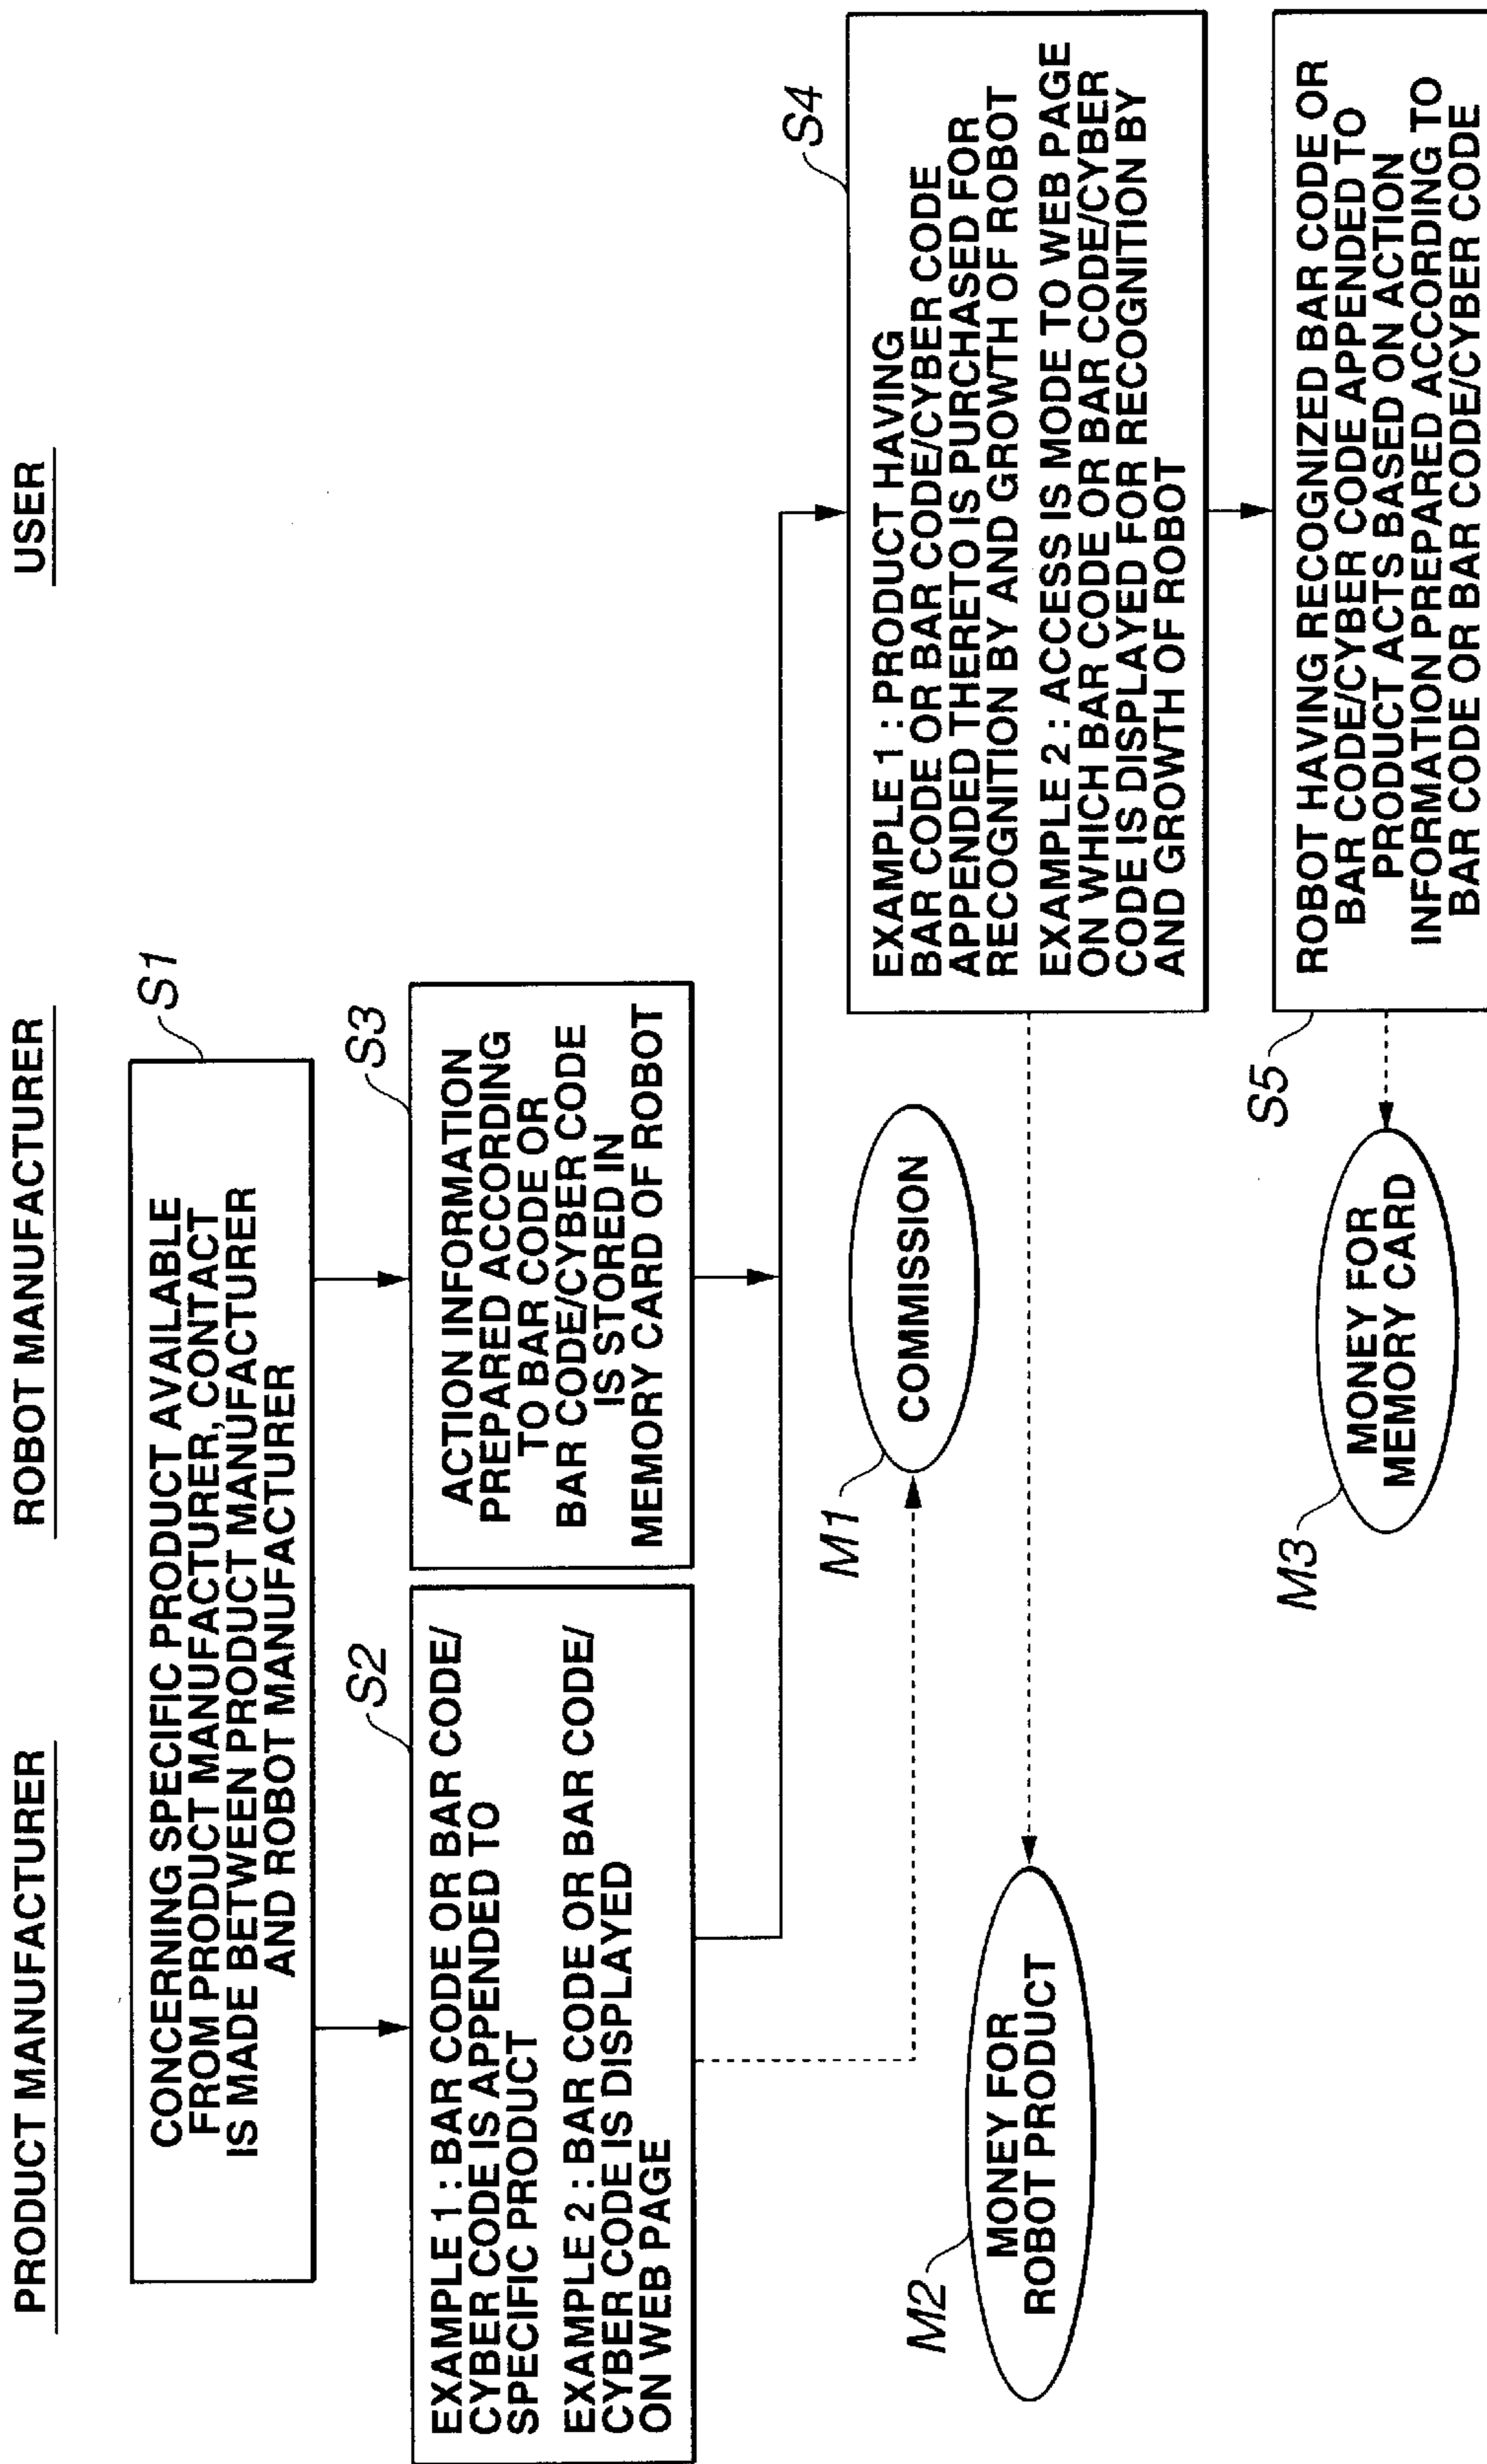 PRODUCT MANUFACTURER
ROBOT MANUFACTURER
USER
S1
CONCERNING SPECIFIC PRODUCT AVAILABLE
FROM PRODUCT MANUFACTURER, CONTACT
IS MADE BETWEEN PRODUCT MANUFACTURER
AND ROBOT MANUFACTURER
S2
EXAMPLE 1 : BAR CODE OR BAR CODE/
CYBER CODE IS APPENDED TO
SPECIFIC PRODUCT
EXAMPLE 2 : BAR CODE OR BAR CODE/
CYBER CODE IS DISPLAYED
ON WEB PAGE
S3
ACTION INFORMATION
PREPARED ACCORDING
TO BAR CODE OR
BAR CODE/CYBER CODE
IS STORED IN
MEMORY CARD OF ROBOT
S4
EXAMPLE 1 : PRODUCT HAVING
BAR CODE OR BAR CODE/CYBER CODE
APPENDED THERETO IS PURCHASED FOR
RECOGNITION BY AND GROWTH OF ROBOT
EXAMPLE 2 : ACCESS IS MODE TO WEB PAGE
ON WHICH BAR CODE OR BAR CODE/CYBER
CODE IS DISPLAYED FOR RECOGNITION BY
AND GROWTH OF ROBOT
M1
COMMISSION
M2
MONEY FOR
ROBOT PRODUCT
S5
ROBOT HAVING RECOGNIZED BAR CODE OR
BAR CODE/CYBER CODE APPENDED TO
PRODUCT ACTS BASED ON ACTION
INFORMATION PREPARED ACCORDING TO
BAR CODE OR BAR CODE/CYBER CODE
M3
MONEY FOR
MEMORY CARD